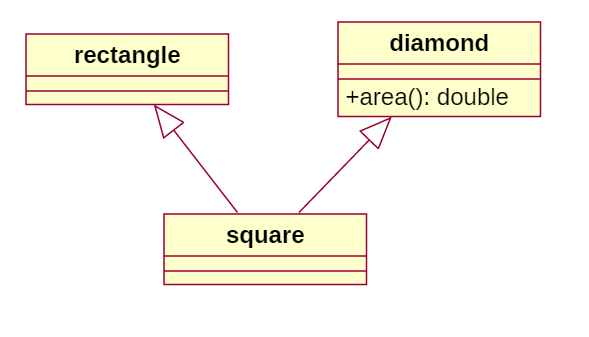 rectangle
diamond
+area(): double
square